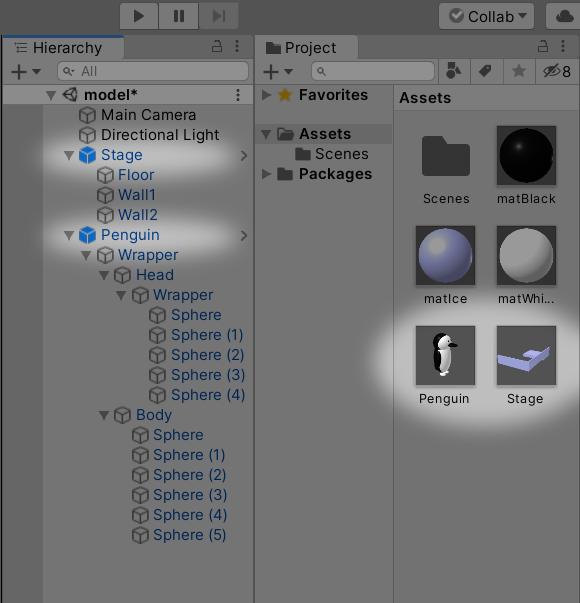 Collab
Hierarchy
All
model*
Main Camera
Directional Light
Stage
Floor
Wall1
Wall2
Penguin
Wrapper
Head
Wrapper
Sphere
Sphere (1)
Sphere (2)
Sphere (3)
Sphere (4)
Body
Sphere
Sphere (1)
Sphere (2)
Sphere (3)
Sphere (4)
Sphere (5)
Project
8
Favorites
Assets
Scenes
Packages
Assets
Scenes
matBlack
matIce
matWhi...
Penguin
Stage